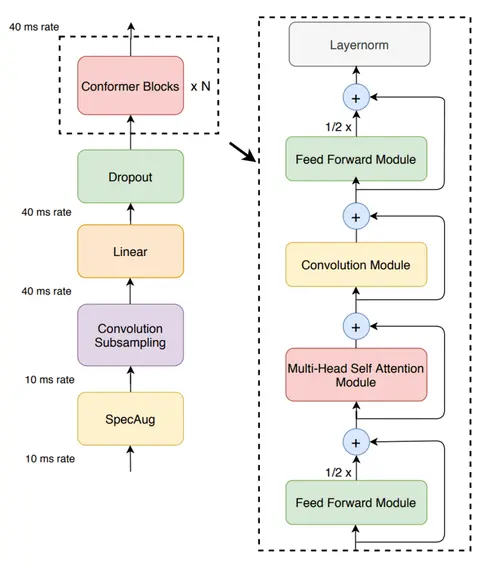 40 ms rate
Conformer Blocks
x N
Dropout
40 ms rate
Linear
40 ms rate
Convolution
Subsampling
10 ms rate
SpecAug
10 ms rate
Layernorm
+
1/2 x
Feed Forward Module
+
Convolution Module
+
Multi-Head Self Attention
Module
+
1/2 x
Feed Forward Module